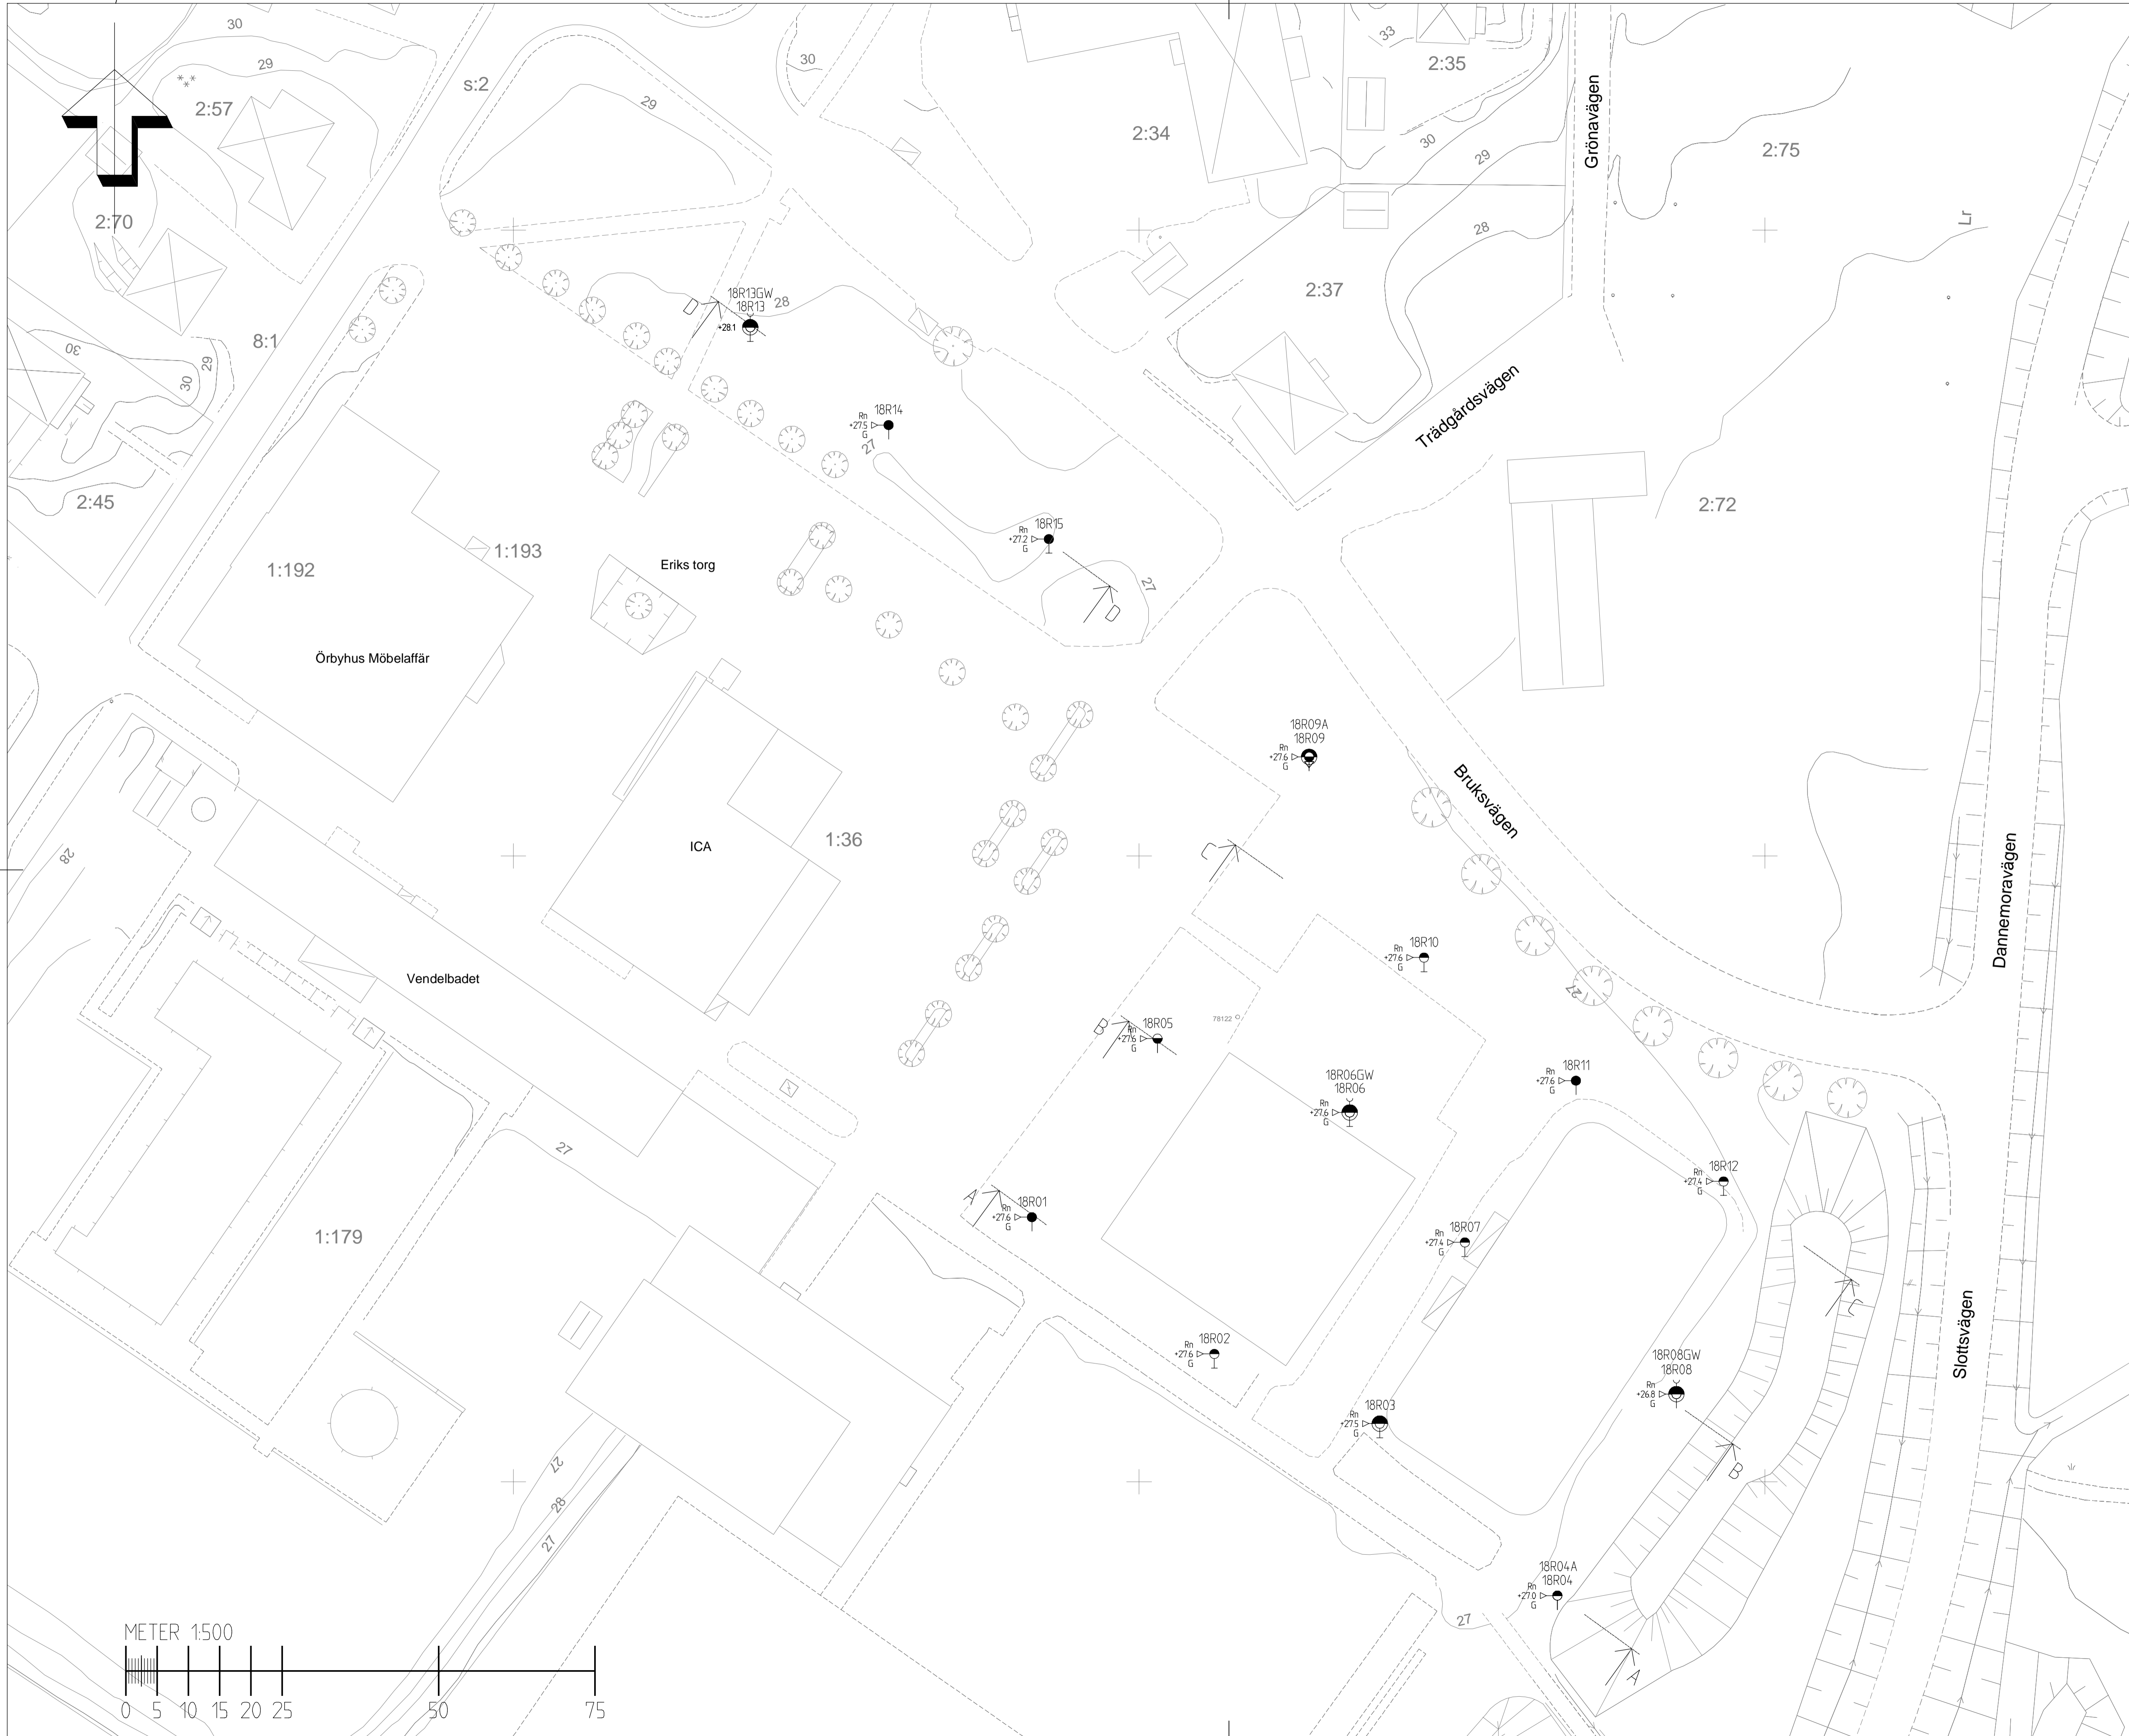 30
29
2:57
s:2
29
30
2:34
33
2:35
Grönavägen
30
29
2:75
2:70
28
Lr
8:1
30
30
29
18R13GW
18R13
+28.1
28
D
2:37
Trädgårdsvägen
2:45
18R14
Rn
+27.5
G
27
2:72
1:192
1:193
Eriks torg
18R15
Rn
+27.2
G
27
D
Örbyhus Möbelaffär
18R09A
18R09
Rn
+27.6
G
Bruksvägen
28
ICA
1:36
C
Dannemoravägen
Vendelbadet
18R10
Rn
+27.6
G
27
78122
B
18R05
Rn
+27.6
G
18R06GW
18R06
Rn
+27.6
G
18R11
Rn
+27.6
G
27
18R12
Rn
+27.4
G
A
18R01
Rn
+27.6
G
18R07
Rn
+27.4
G
1:179
C
Slottsvägen
18R02
Rn
+27.6
G
18R08GW
18R08
Rn
+26.8
G
18R03
Rn
+27.5
G
B
27
28
27
18R04A
18R04
Rn
+27.0
G
27
A
METER 1:500
0 5 10 15 20 25 50 75